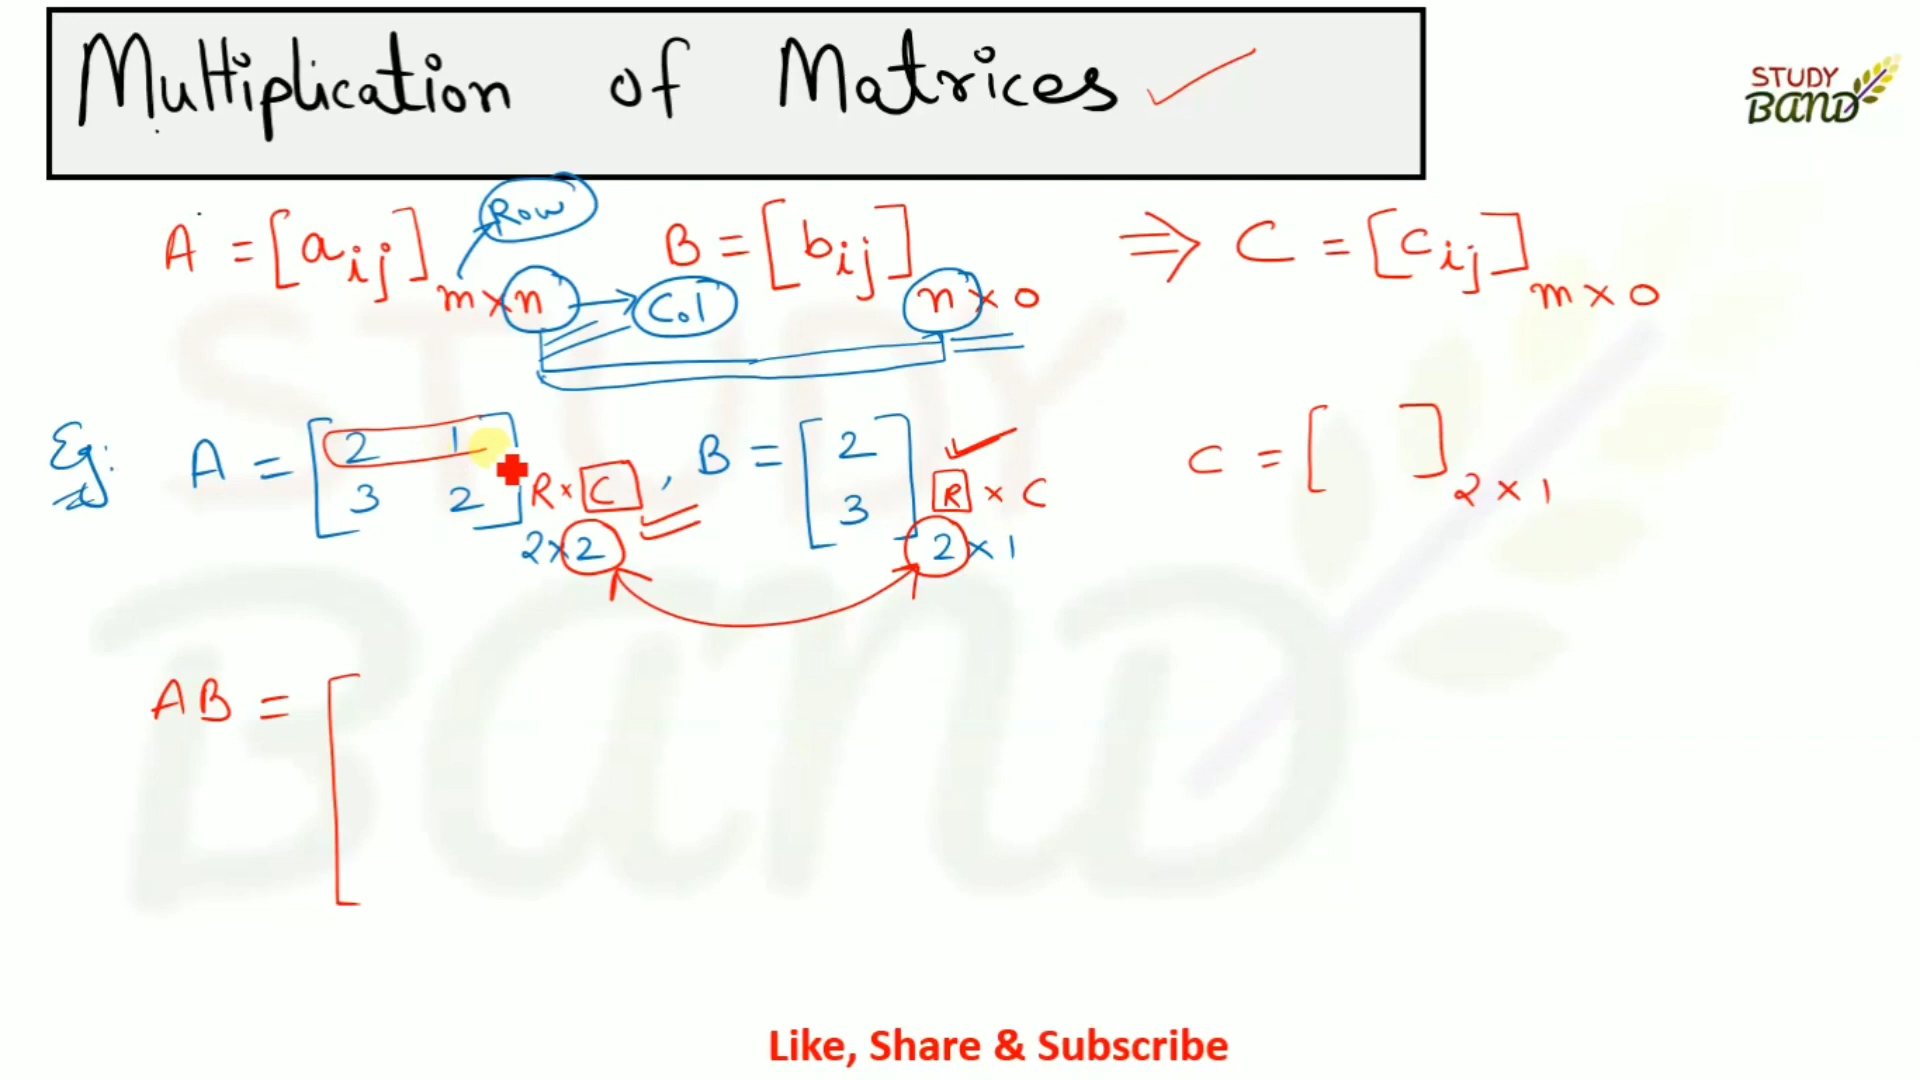 Multiplication of Matrices ✓
STUDY
BAND
Row
A = [aij] m×n → Col B = [bij] n×o ⇒ C = [cij] m×o
Eg: A = [2 1
3 2] R×C , B = [2
3] R×C C = [ ] 2×1
2×2 2×1
AB = [
Like, Share & Subscribe